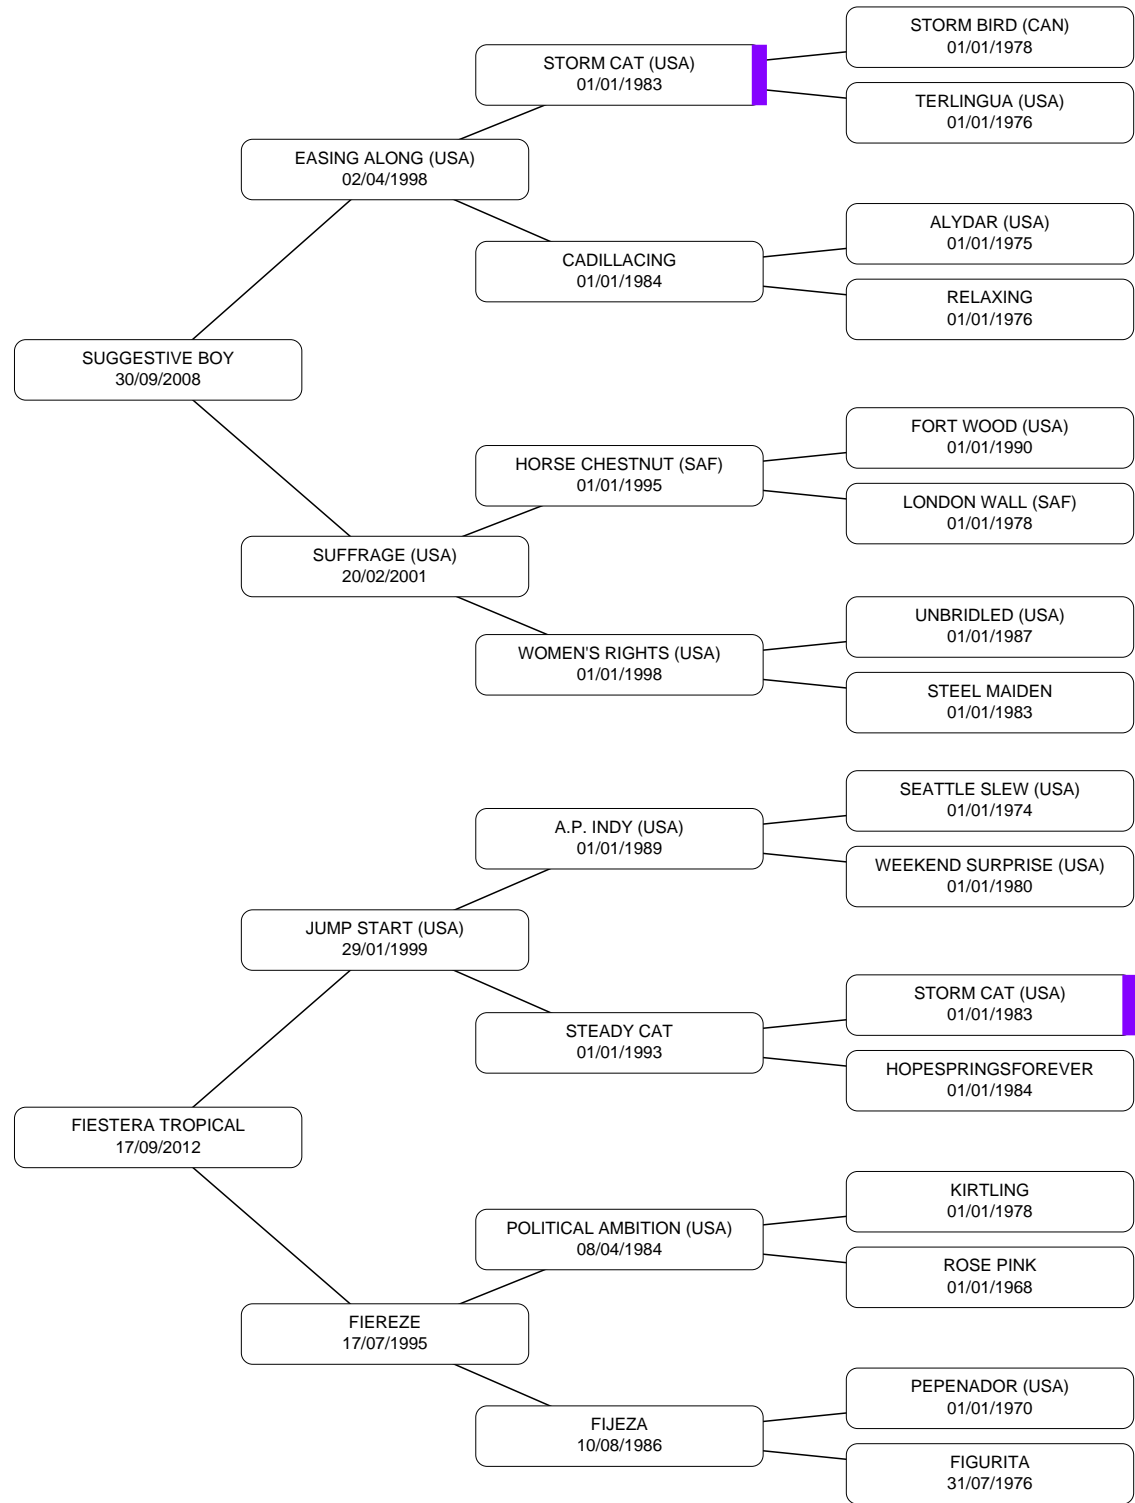 STORM BIRD (CAN)
01/01/1978
STORM CAT (USA)
01/01/1983
TERLINGUA (USA)
01/01/1976
EASING ALONG (USA)
02/04/1998
ALYDAR (USA)
01/01/1975
CADILLACING
01/01/1984
RELAXING
01/01/1976
SUGGESTIVE BOY
30/09/2008
FORT WOOD (USA)
01/01/1990
HORSE CHESTNUT (SAF)
01/01/1995
LONDON WALL (SAF)
01/01/1978
SUFFRAGE (USA)
20/02/2001
UNBRIDLED (USA)
01/01/1987
WOMEN'S RIGHTS (USA)
01/01/1998
STEEL MAIDEN
01/01/1983
SEATTLE SLEW (USA)
01/01/1974
A.P. INDY (USA)
01/01/1989
WEEKEND SURPRISE (USA)
01/01/1980
JUMP START (USA)
29/01/1999
STORM CAT (USA)
01/01/1983
STEADY CAT
01/01/1993
HOPESPRINGSFOREVER
01/01/1984
FIESTERA TROPICAL
17/09/2012
KIRTLING
01/01/1978
POLITICAL AMBITION (USA)
08/04/1984
ROSE PINK
01/01/1968
FIEREZE
17/07/1995
PEPENADOR (USA)
01/01/1970
FIJEZA
10/08/1986
FIGURITA
31/07/1976